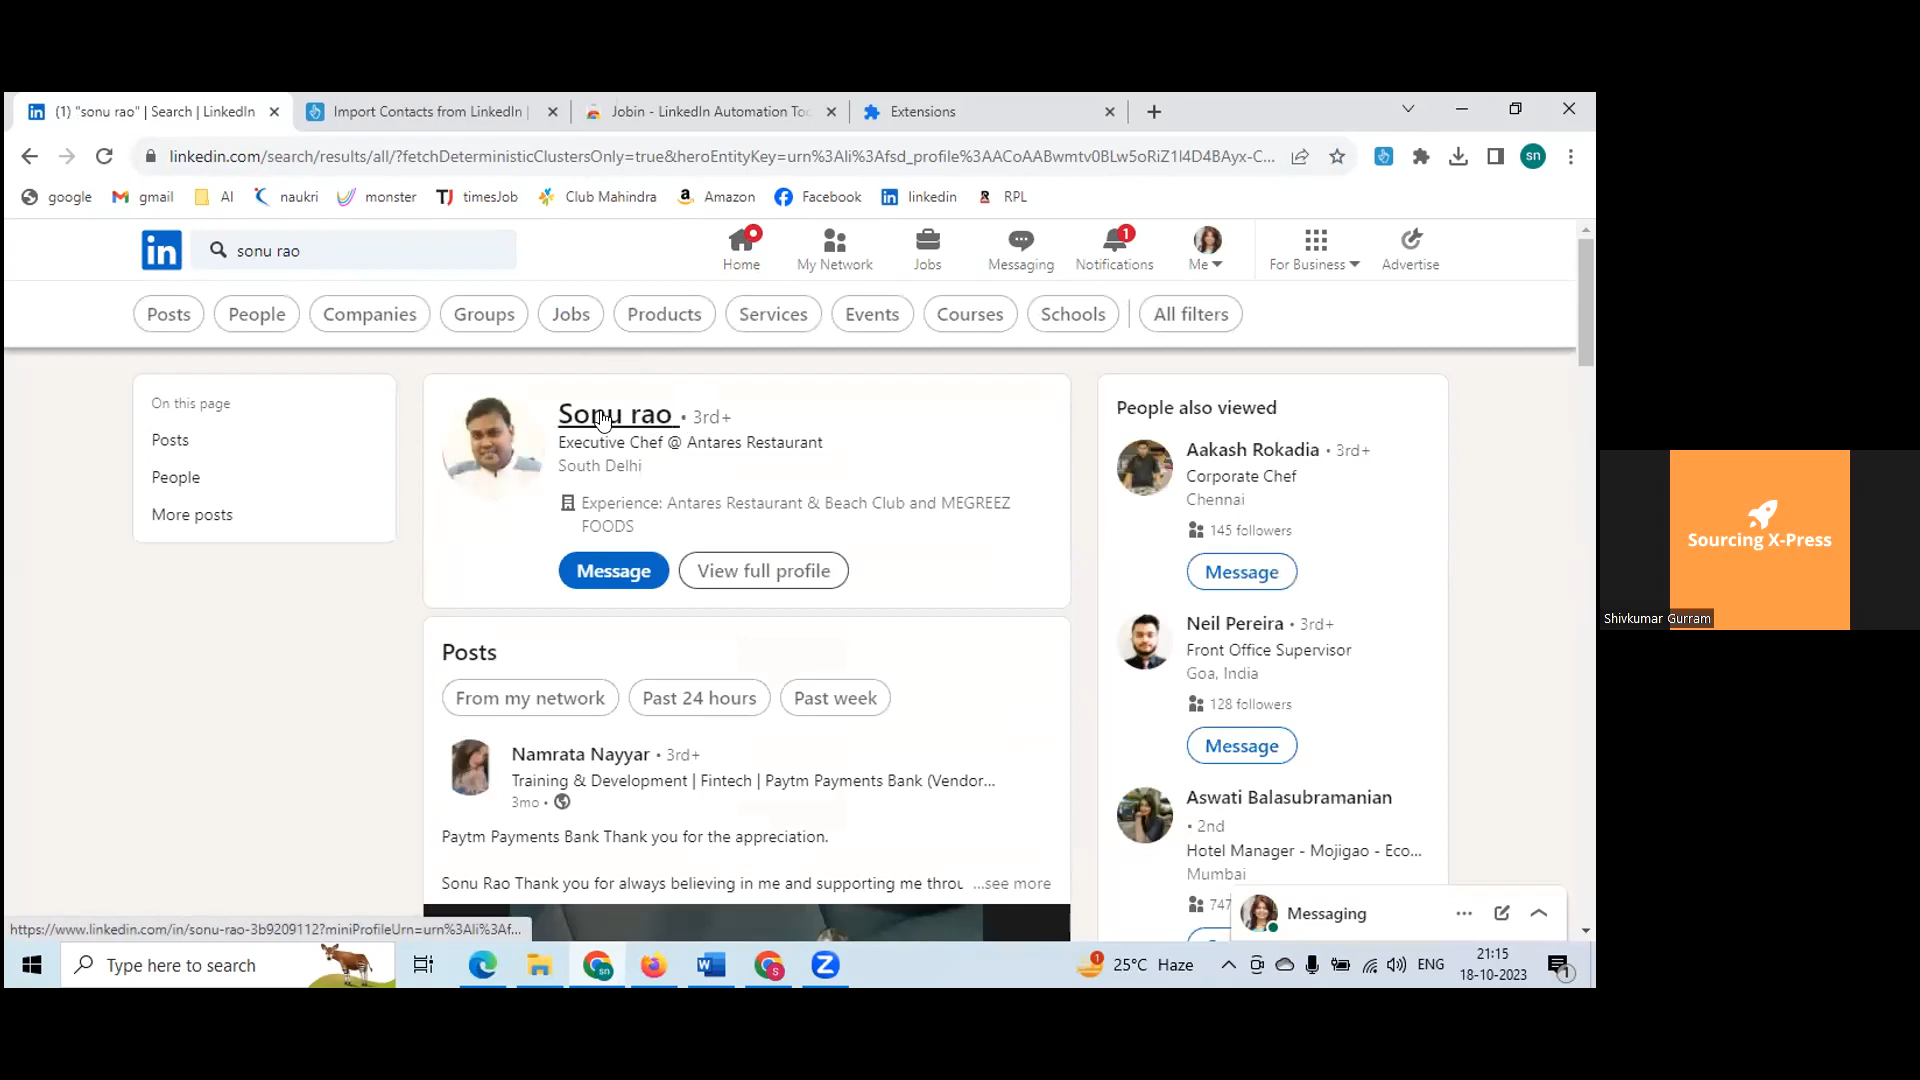 (1) "sonu rao" | Search | LinkedIn
Import Contacts from LinkedIn |
Jobin - LinkedIn Automation Too
Extensions
linkedin.com/search/results/all/?fetchDeterministicClustersOnly=true&heroEntityKey=urn%3Ali%3Afsd_profile%3AACoAABwmtv0BLw5oRiZ1I4D4BAyx-C...
sn
google
gmail
AI
naukri
monster
TJ timesJob
Club Mahindra
Amazon
Facebook
linkedin
RPL
in
sonu rao
Home
My Network
Jobs
Messaging
1
Notifications
Me
For Business
Advertise
Posts
People
Companies
Groups
Jobs
Products
Services
Events
Courses
Schools
All filters
On this page
Posts
People
More posts
Sonu rao • 3rd+
Executive Chef @ Antares Restaurant
South Delhi
Experience: Antares Restaurant & Beach Club and MEGREEZ
FOODS
Message
View full profile
Posts
From my network
Past 24 hours
Past week
Namrata Nayyar • 3rd+
Training & Development | Fintech | Paytm Payments Bank (Vendor...
3mo •
Paytm Payments Bank Thank you for the appreciation.
Sonu Rao Thank you for always believing in me and supporting me throu
...see more
People also viewed
Aakash Rokadia • 3rd+
Corporate Chef
Chennai
145 followers
Message
Neil Pereira • 3rd+
Front Office Supervisor
Goa, India
128 followers
Message
Aswati Balasubramanian
• 2nd
Hotel Manager - Mojigao - Eco...
Mumbai
747
Messaging
https://www.linkedin.com/in/sonu-rao-3b9209112?miniProfileUrn=urn%3Ali%3Af...
Type here to search
sn
S
1
25°C Haze
ENG
21:15
18-10-2023
1
Sourcing X-Press
Shivkumar Gurram